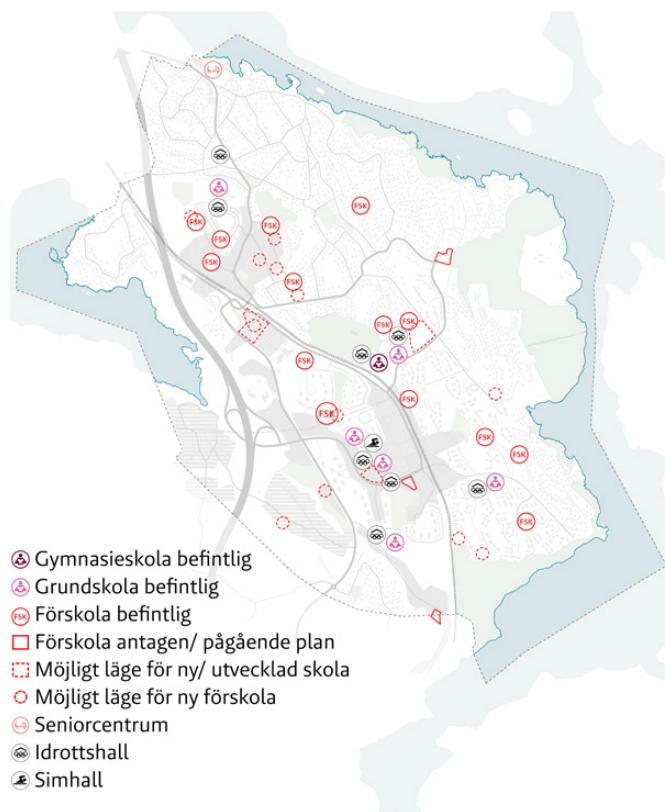 FSK
FSK
FSK
FSK
FSK
FSK
FSK
FSK
FSK
FSK
FSK
FSK
FSK
FSK
Gymnasieskola befintlig
Grundskola befintlig
FSK Förskola befintlig
Förskola antagen/ pågående plan
Möjligt läge för ny/ utvecklad skola
Möjligt läge för ny förskola
Seniorcentrum
Idrottshall
Simhall